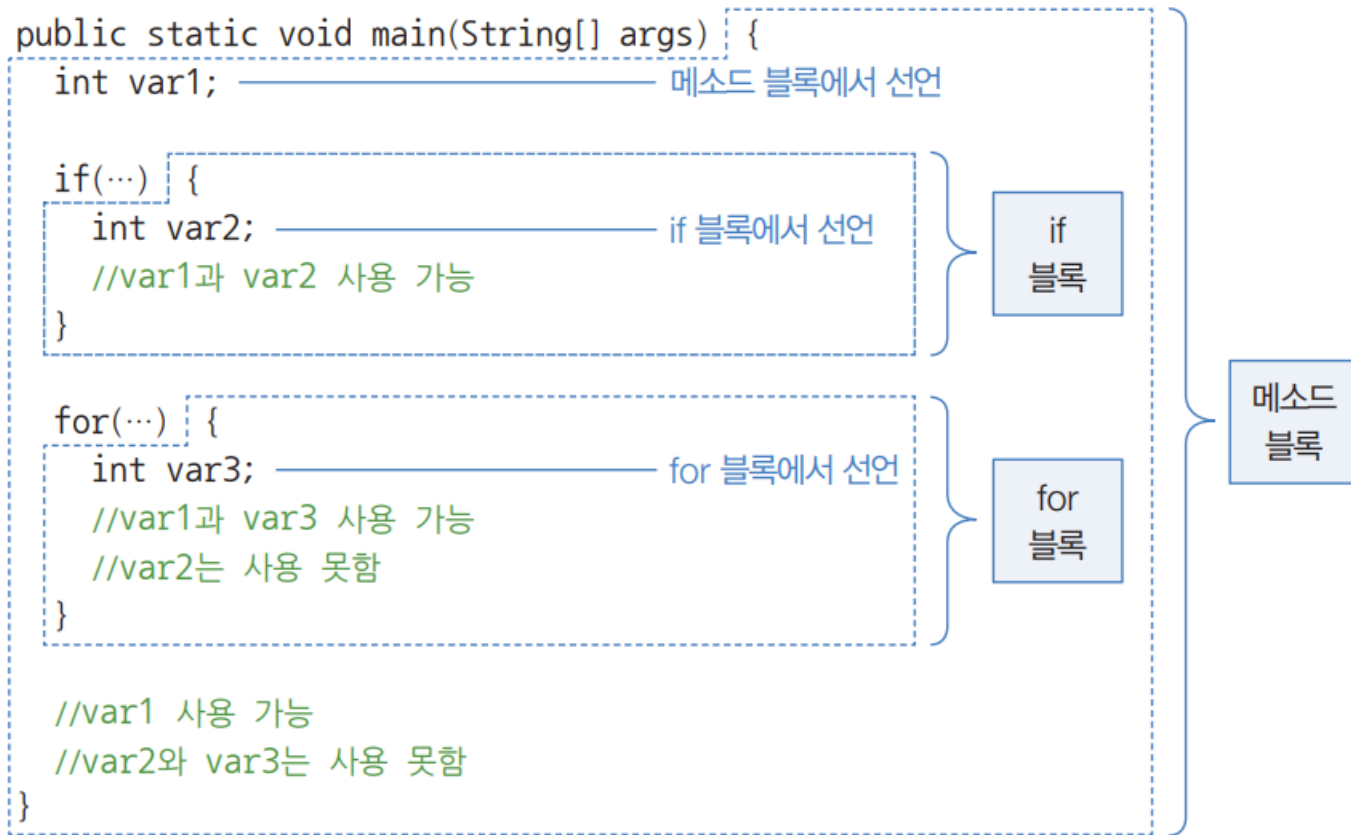 public static void main(String[] args) {
int var1; 메소드 블록에서 선언
if(…) {
int var2; if 블록에서 선언
//var1과 var2 사용 가능
}
if
블록
for(…) {
int var3; for 블록에서 선언
//var1과 var3 사용 가능
//var2는 사용 못함
}
for
블록
메소드
블록
//var1 사용 가능
//var2와 var3는 사용 못함
}